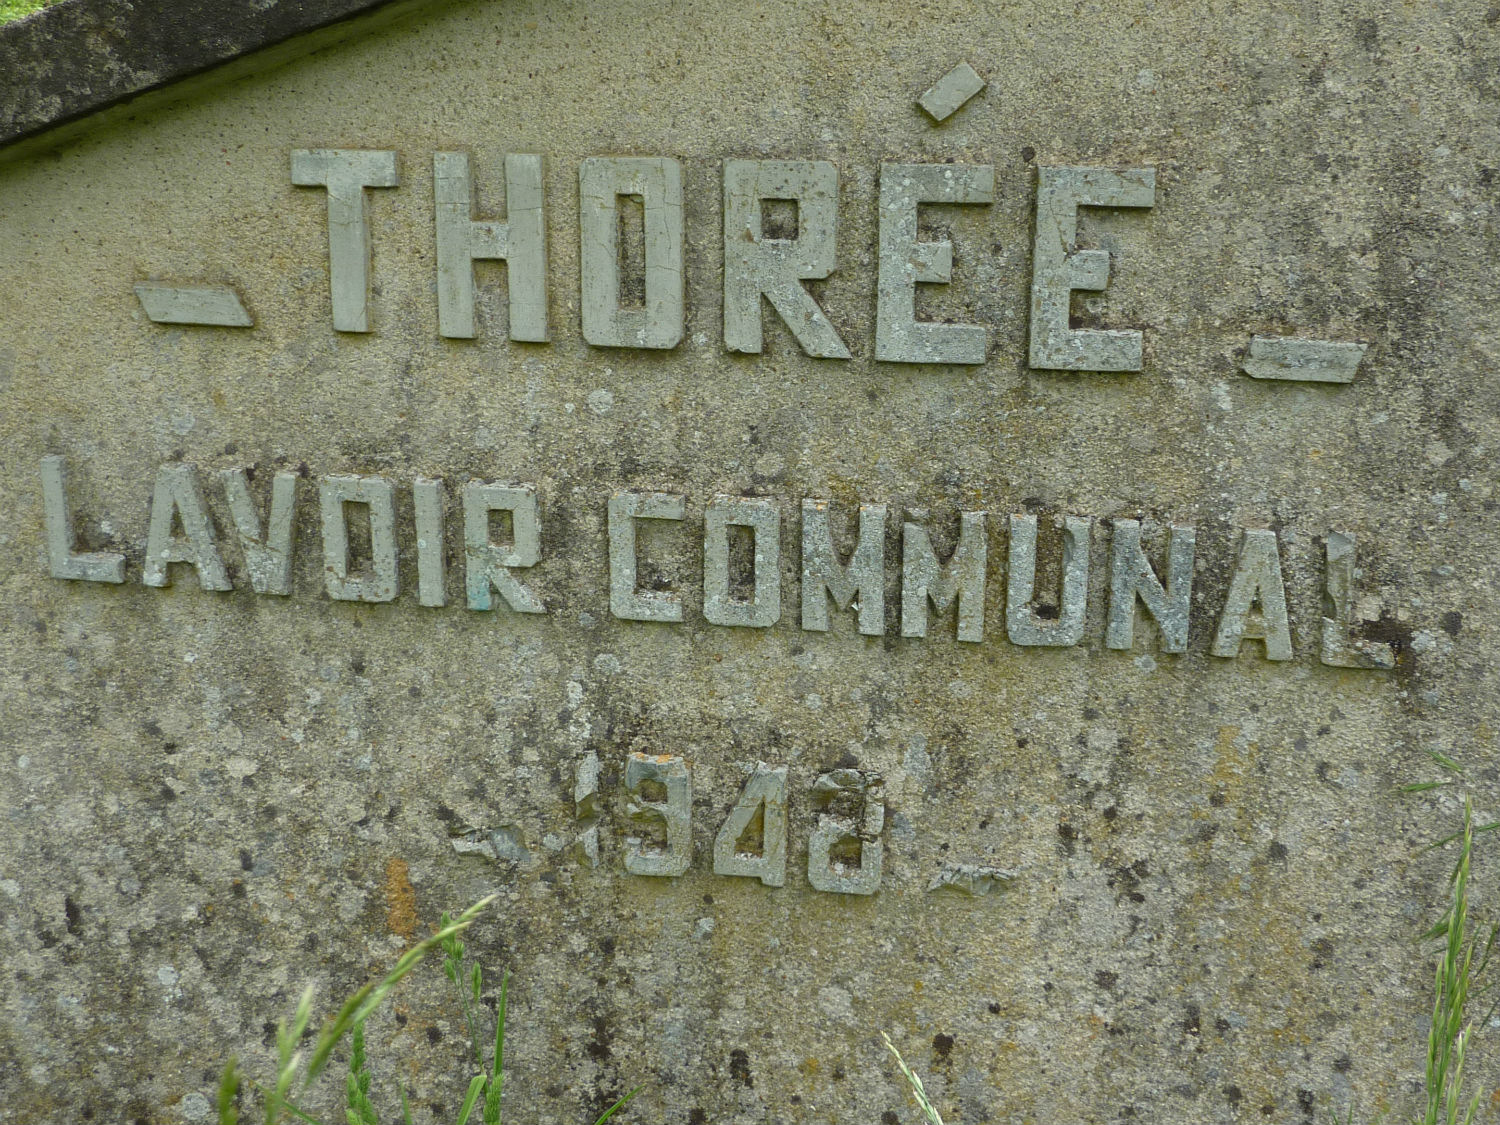 - THORÉE -
LAVOIR COMMUNAL
- 1948 -